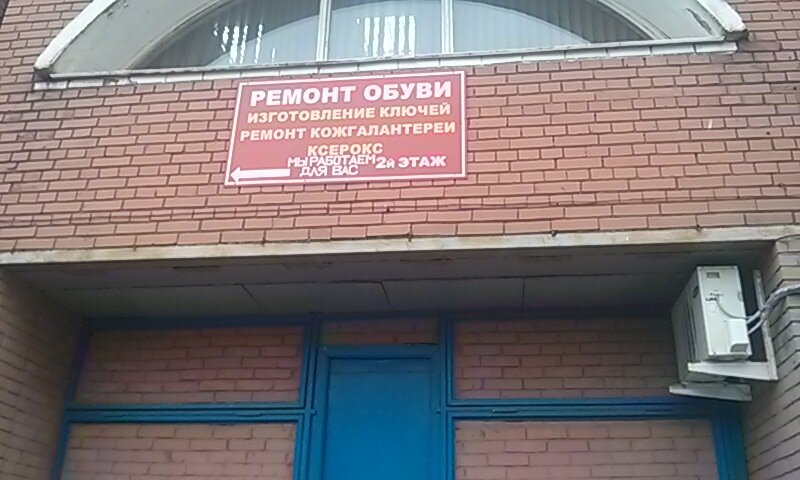 РЕМОНТ ОБУВИ
ИЗГОТОВЛЕНИЕ КЛЮЧЕЙ
РЕМОНТ КОЖГАЛАНТЕРЕИ
КСЕРОКС
МЫ РАБОТАЕМ
ДЛЯ ВАС
2й ЭТАЖ